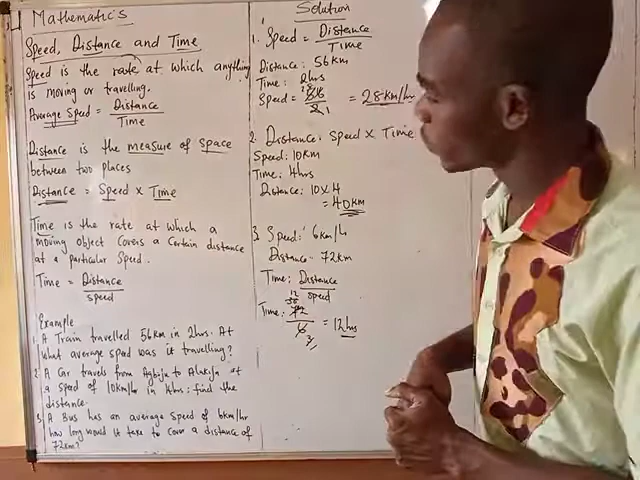 Mathematic's
Speed, Distance and Time
Speed is the rate at which anything
is moving or travelling.
Average Speed = Distance
Time
Distance is the measure of space
between two places
Distance = Speed x Time
Time is the rate at which a
moving object Covers a Certain distance
at a particular Speed.
Time = Distance
Speed
Example
1. A Train travelled 56km in 2hrs. At
What average speed was it travelling?
2. A Car travels from Agbija to Alakija at
a speed of 10km/hr in 4hrs: find the
distance.
3. A Bus has an average speed of 6km/hr
how long would it take to cover a distance of
72km?
Solution
1. Speed = Distance
Time
Distance: 56km
Time: 2hrs
Speed = 56
2 1 = 28km/hr
2. Distance: Speed x Time
Speed: 10km
Time: 4hrs
Distance: 10 x 4
= 40km
3. Speed: 6km/hr
Distance: 72km
Time: Distance
Speed
12
Time: 72
6 = 12hrs